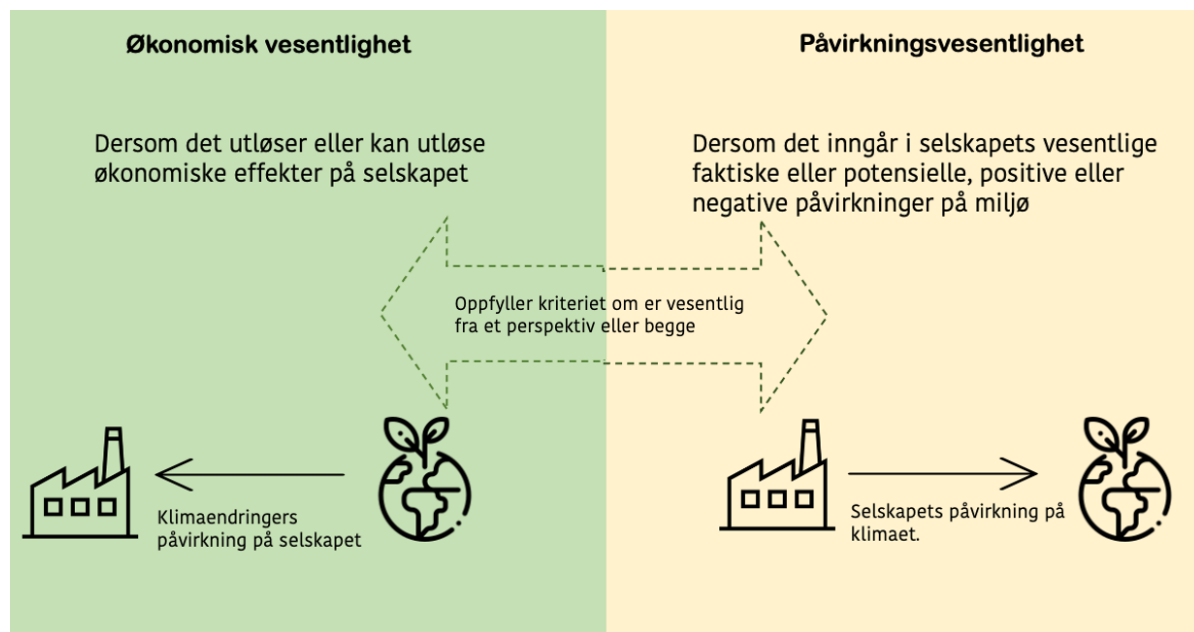 Økonomisk vesentlighet
Påvirkningsvesentlighet
Dersom det utløser eller kan utløse
økonomiske effekter på selskapet
Dersom det inngår i selskapets vesentlige
faktiske eller potensielle, positive eller
negative påvirkninger på miljø
Oppfyller kriteriet om er vesentlig
fra et perspektiv eller begge
Klimaendringers
påvirkning på selskapet
Selskapets påvirkning på
klimaet.